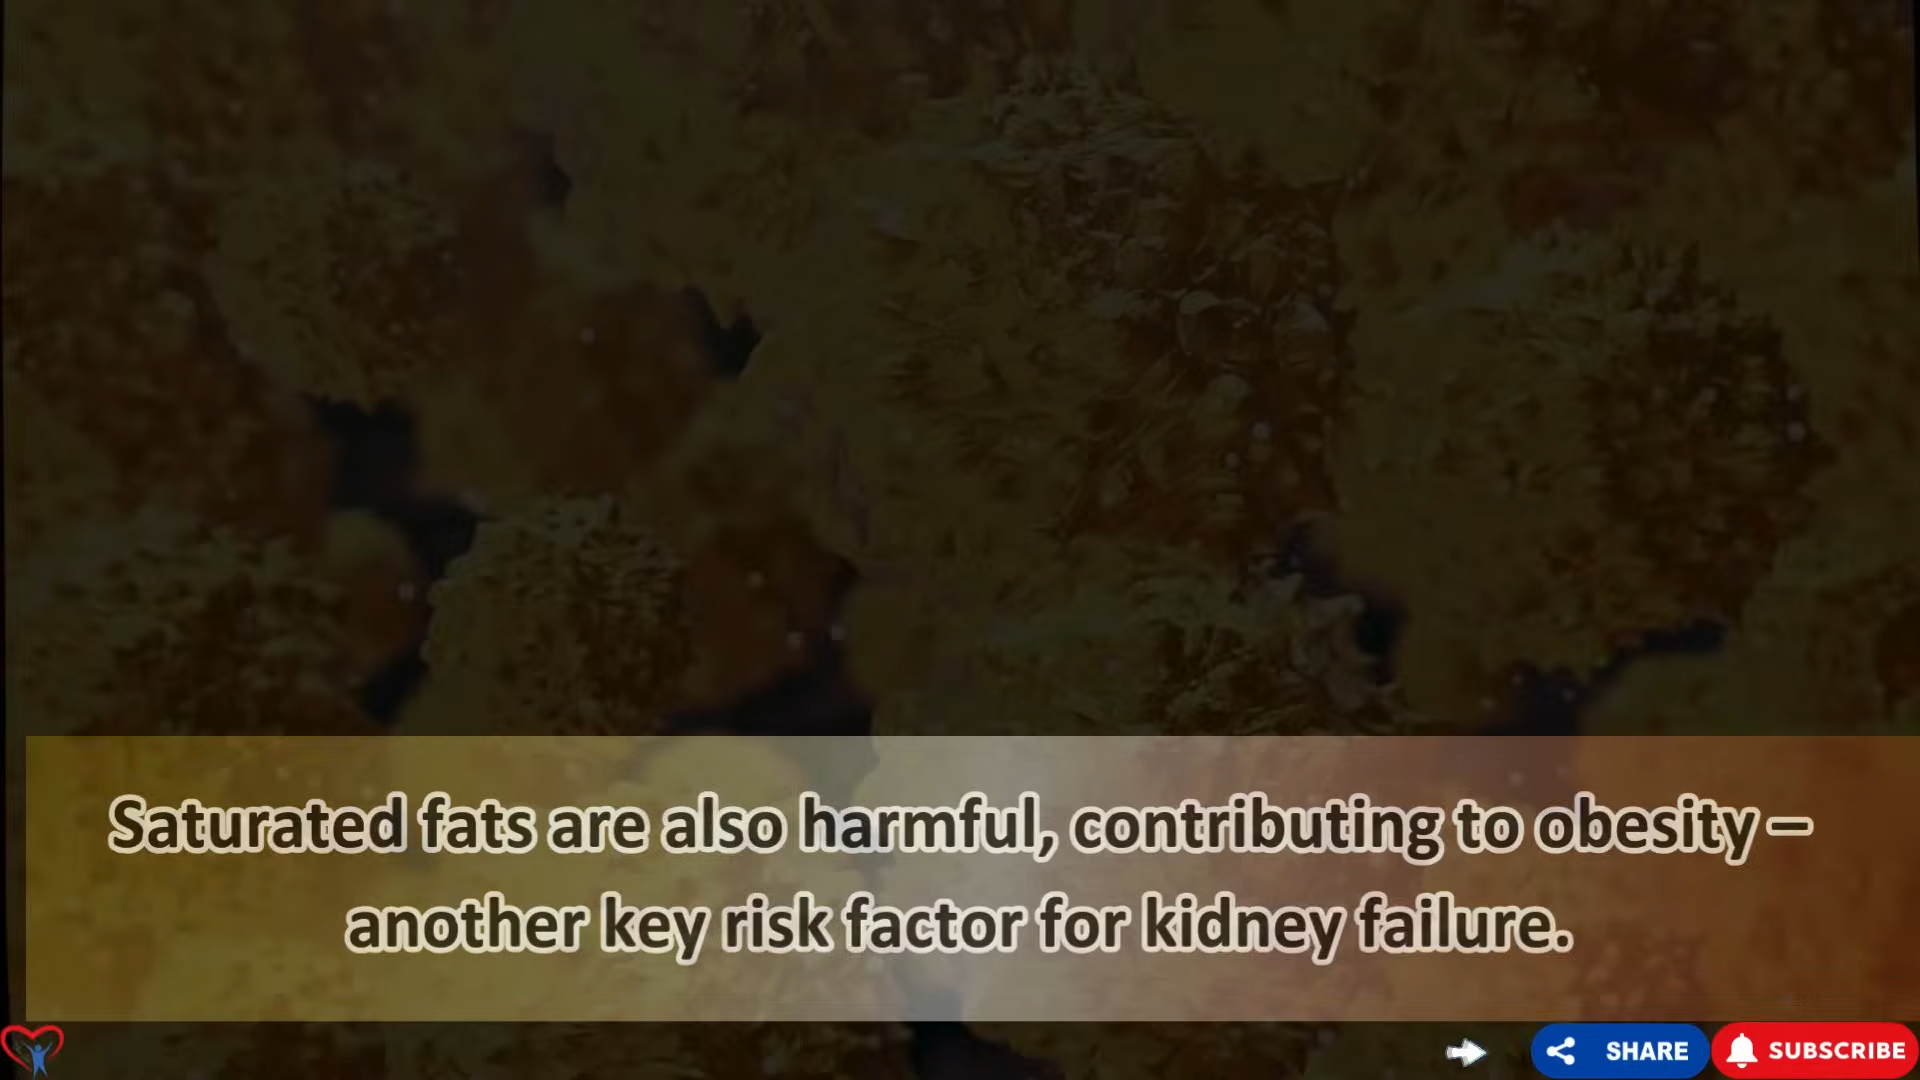 Saturated fats are also harmful, contributing to obesity –
another key risk factor for kidney failure.
SHARE
SUBSCRIBE